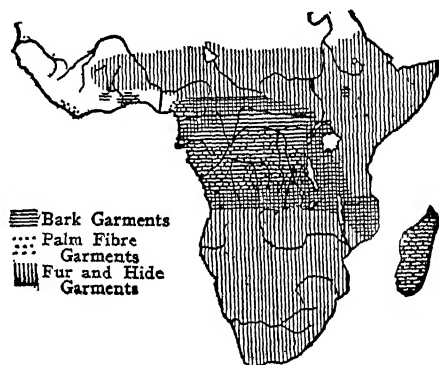 Bark Garments
Palm Fibre
Garments
Fur and Hide
Garments